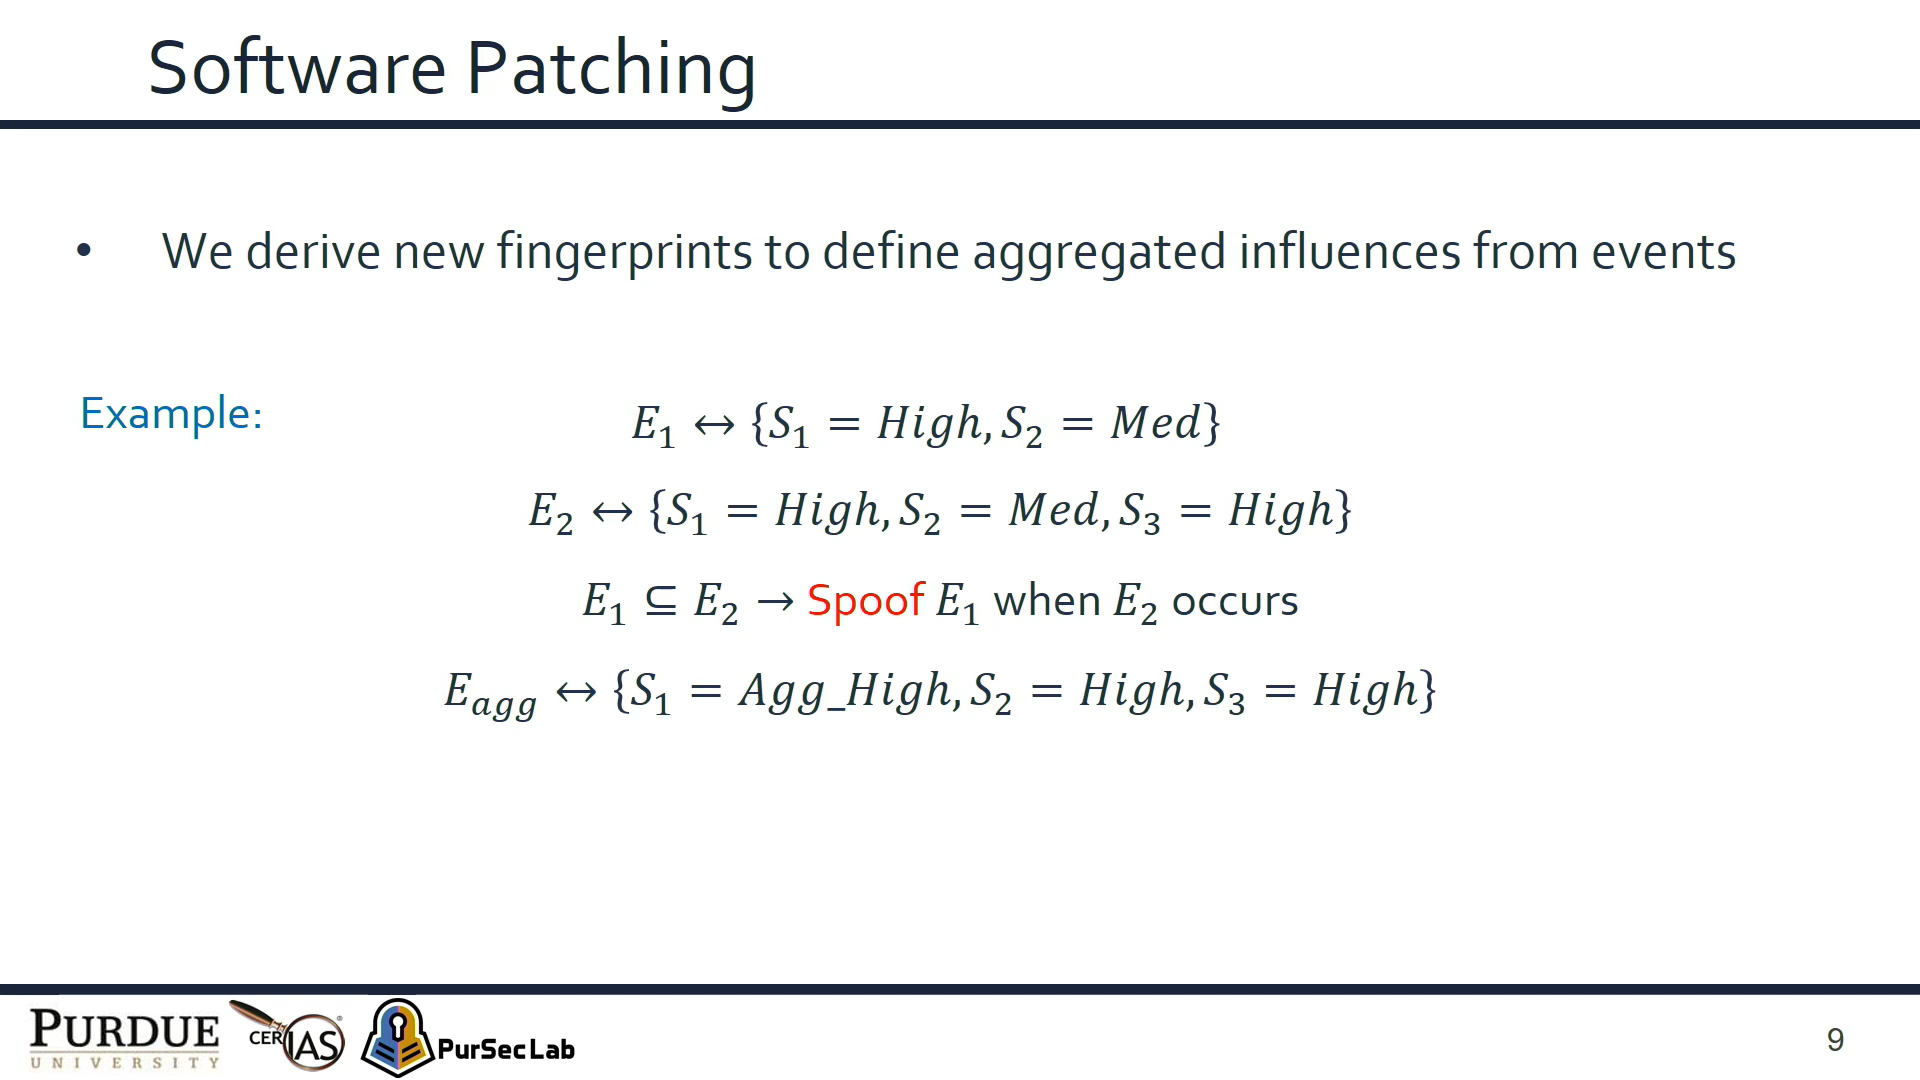 Software Patching
• We derive new fingerprints to define aggregated influences from events
Example:
E₁ ↔ {S₁ = High, S₂ = Med}
E₂ ↔ {S₁ = High, S₂ = Med, S₃ = High}
E₁ ⊆ E₂ → Spoof E₁ when E₂ occurs
E_agg ↔ {S₁ = Agg_High, S₂ = High, S₃ = High}
PURDUE
UNIVERSITY
CERIAS®
PurSec Lab
9